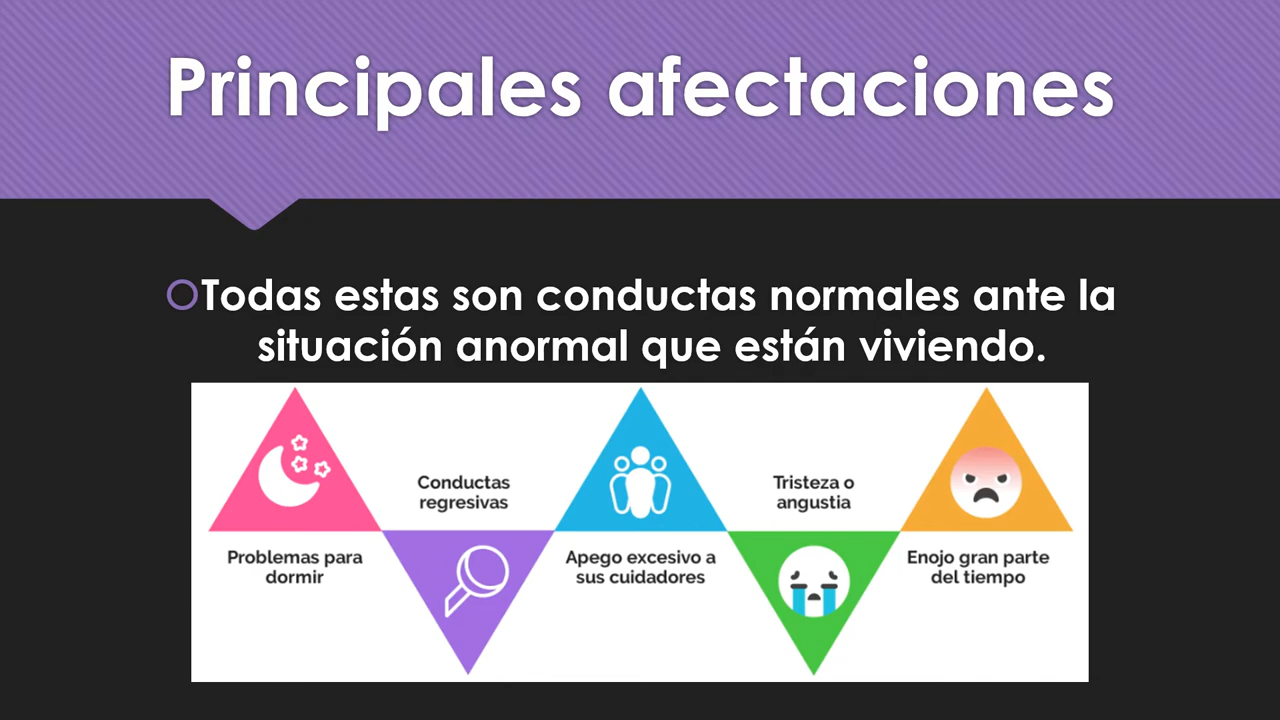 Principales afectaciones
Todas estas son conductas normales ante la
situación anormal que están viviendo.
Problemas para
dormir
Conductas
regresivas
Apego excesivo a
sus cuidadores
Tristeza o
angustia
Enojo gran parte
del tiempo